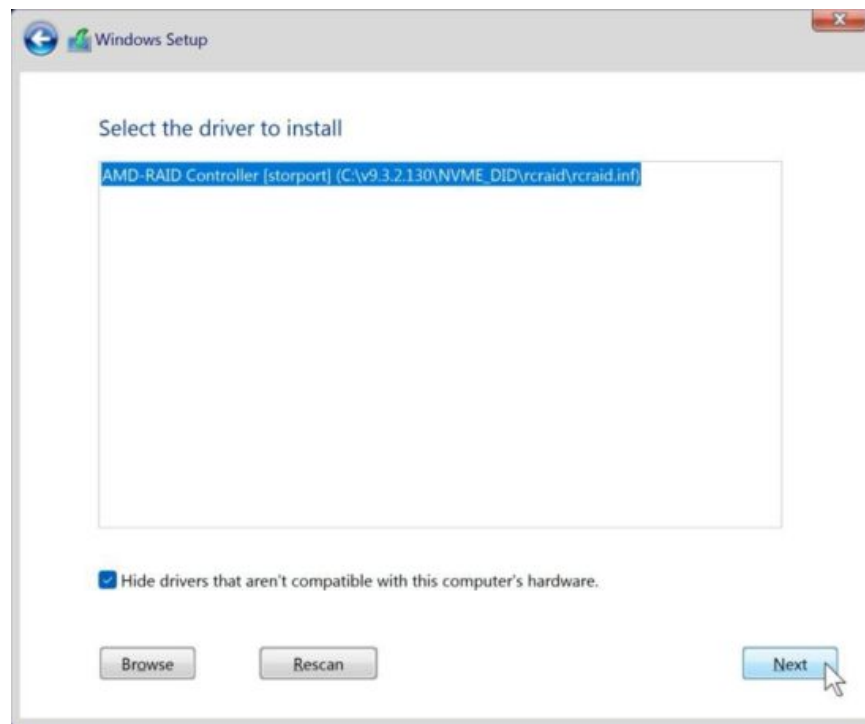 Windows Setup
Select the driver to install
AMD-RAID Controller [storport] (C:\v9.3.2.130\NVME_DID\rcraid\rcraid.inf)
Hide drivers that aren't compatible with this computer's hardware.
Browse
Rescan
Next